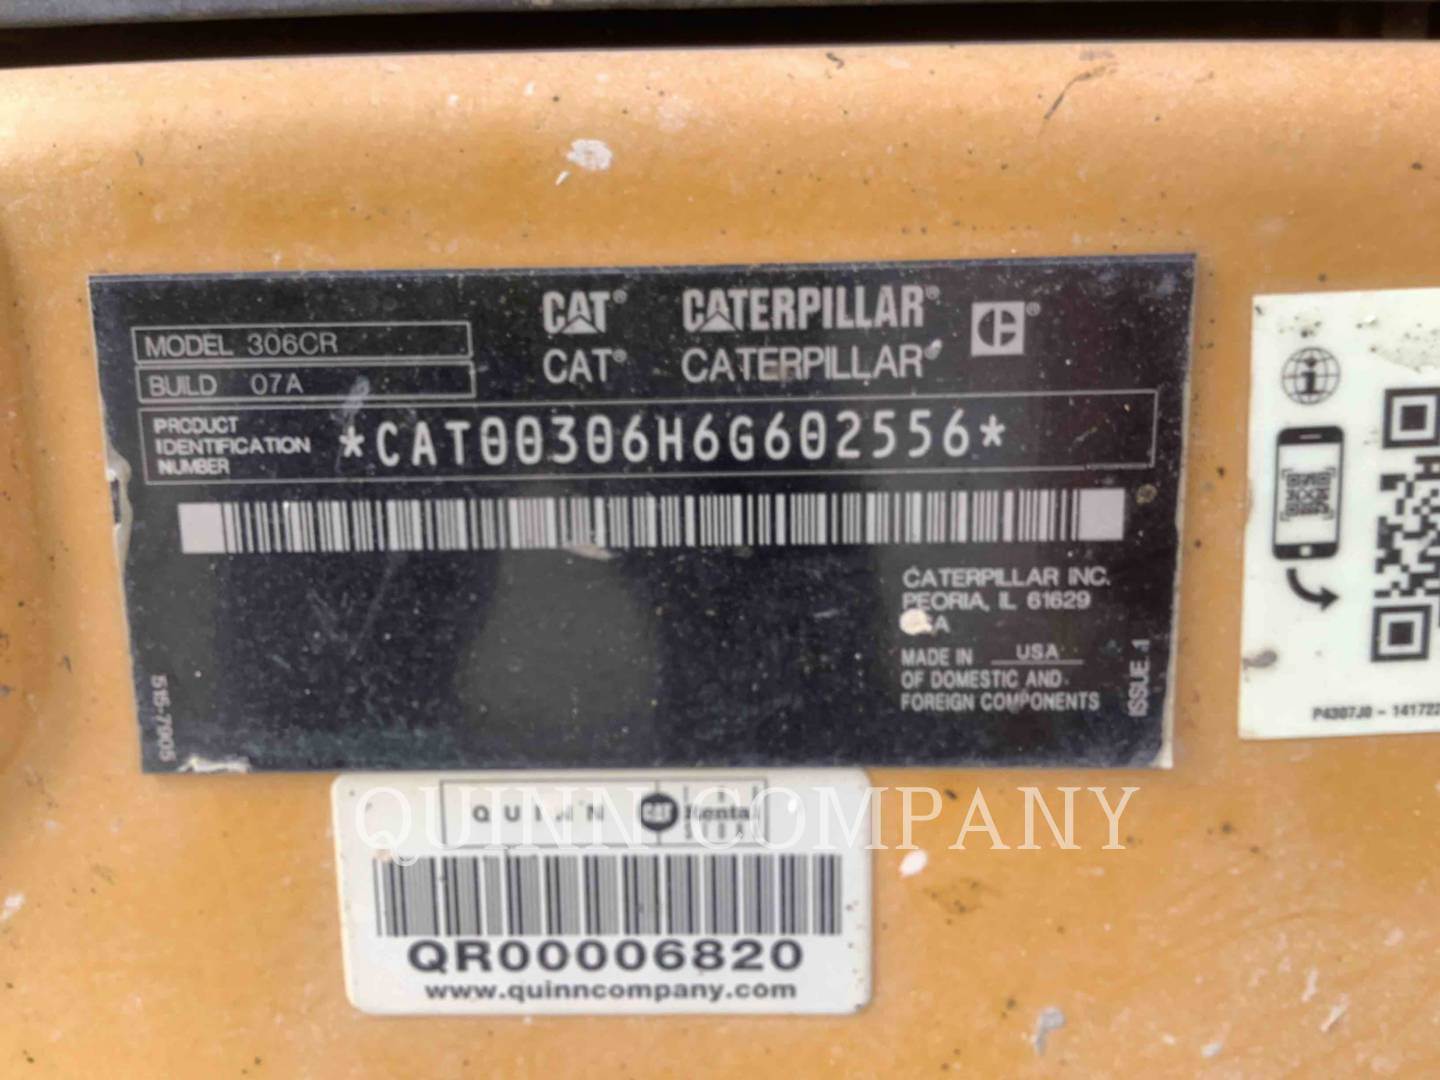 CAT® CATERPILLAR® C®
CAT® CATERPILLAR®
MODEL 306CR
BUILD 07A
PRODUCT
IDENTIFICATION
NUMBER
*CAT00306H6G602556*
CATERPILLAR INC.
PEORIA, IL 61629
MADE IN USA
OF DOMESTIC AND
FOREIGN COMPONENTS
ISSUE 1
515-7905
QUINN CAT Rental
QR00006820
www.quinncompany.com
QUINN COMPANY
i
P4307J0 - 141722